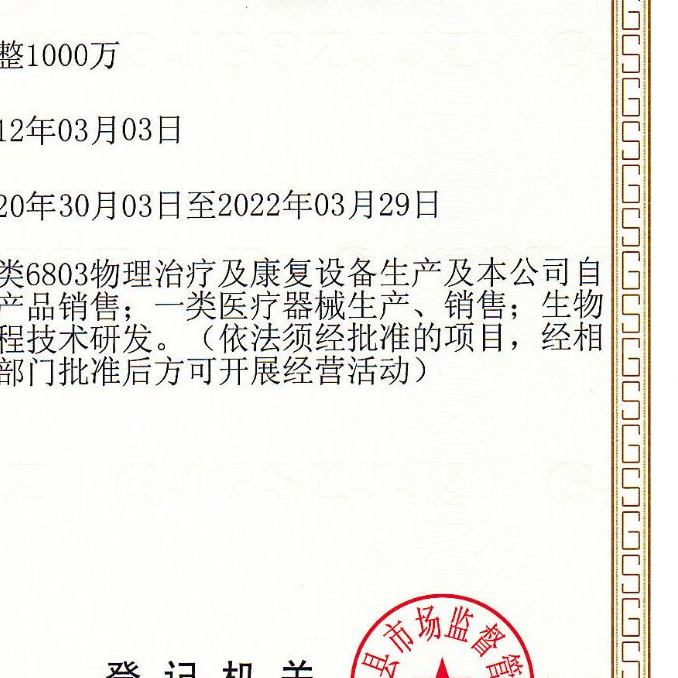 整1000万
12年03月03日
20年30月03日至2022年03月29日
类6803物理治疗及康复设备生产及本公司自
产品销售；一类医疗器械生产、销售；生物
程技术研发。（依法须经批准的项目，经相
部门批准后方可开展经营活动）
县市场监督管
登记机关